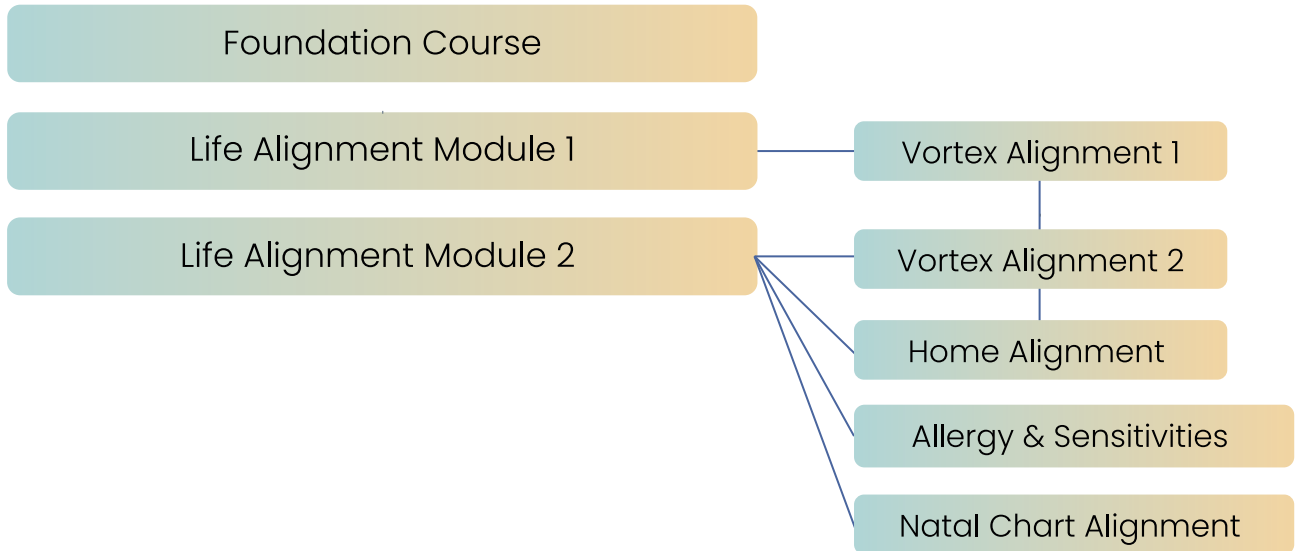 Foundation Course
Life Alignment Module 1
Vortex Alignment 1
Life Alignment Module 2
Vortex Alignment 2
Home Alignment
Allergy & Sensitivities
Natal Chart Alignment